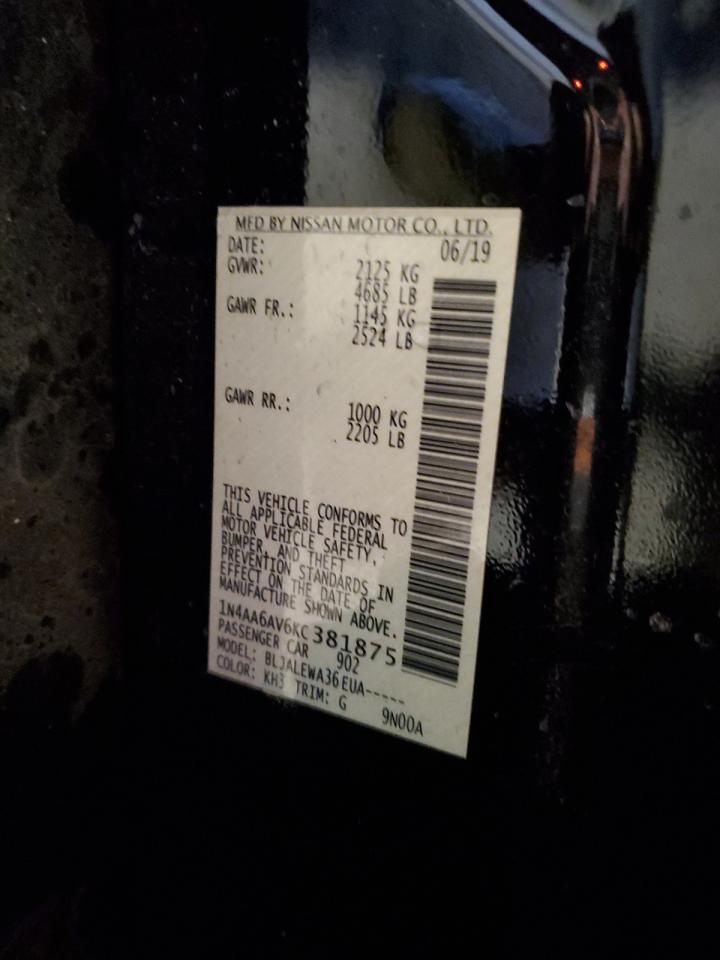 MFD BY NISSAN MOTOR CO., LTD.
DATE: 06/19
GVWR: 2125 KG
4685 LB
GAWR FR.: 1145 KG
2524 LB
GAWR RR.: 1000 KG
2205 LB
THIS VEHICLE CONFORMS TO
ALL APPLICABLE FEDERAL
MOTOR VEHICLE SAFETY,
BUMPER, AND THEFT
PREVENTION STANDARDS IN
EFFECT ON THE DATE OF
MANUFACTURE SHOWN ABOVE.
1N4AA6AV6KC381875
PASSENGER CAR 902
MODEL: BLJALEWA36EUA-----
COLOR: KH3 TRIM: G 9N00A